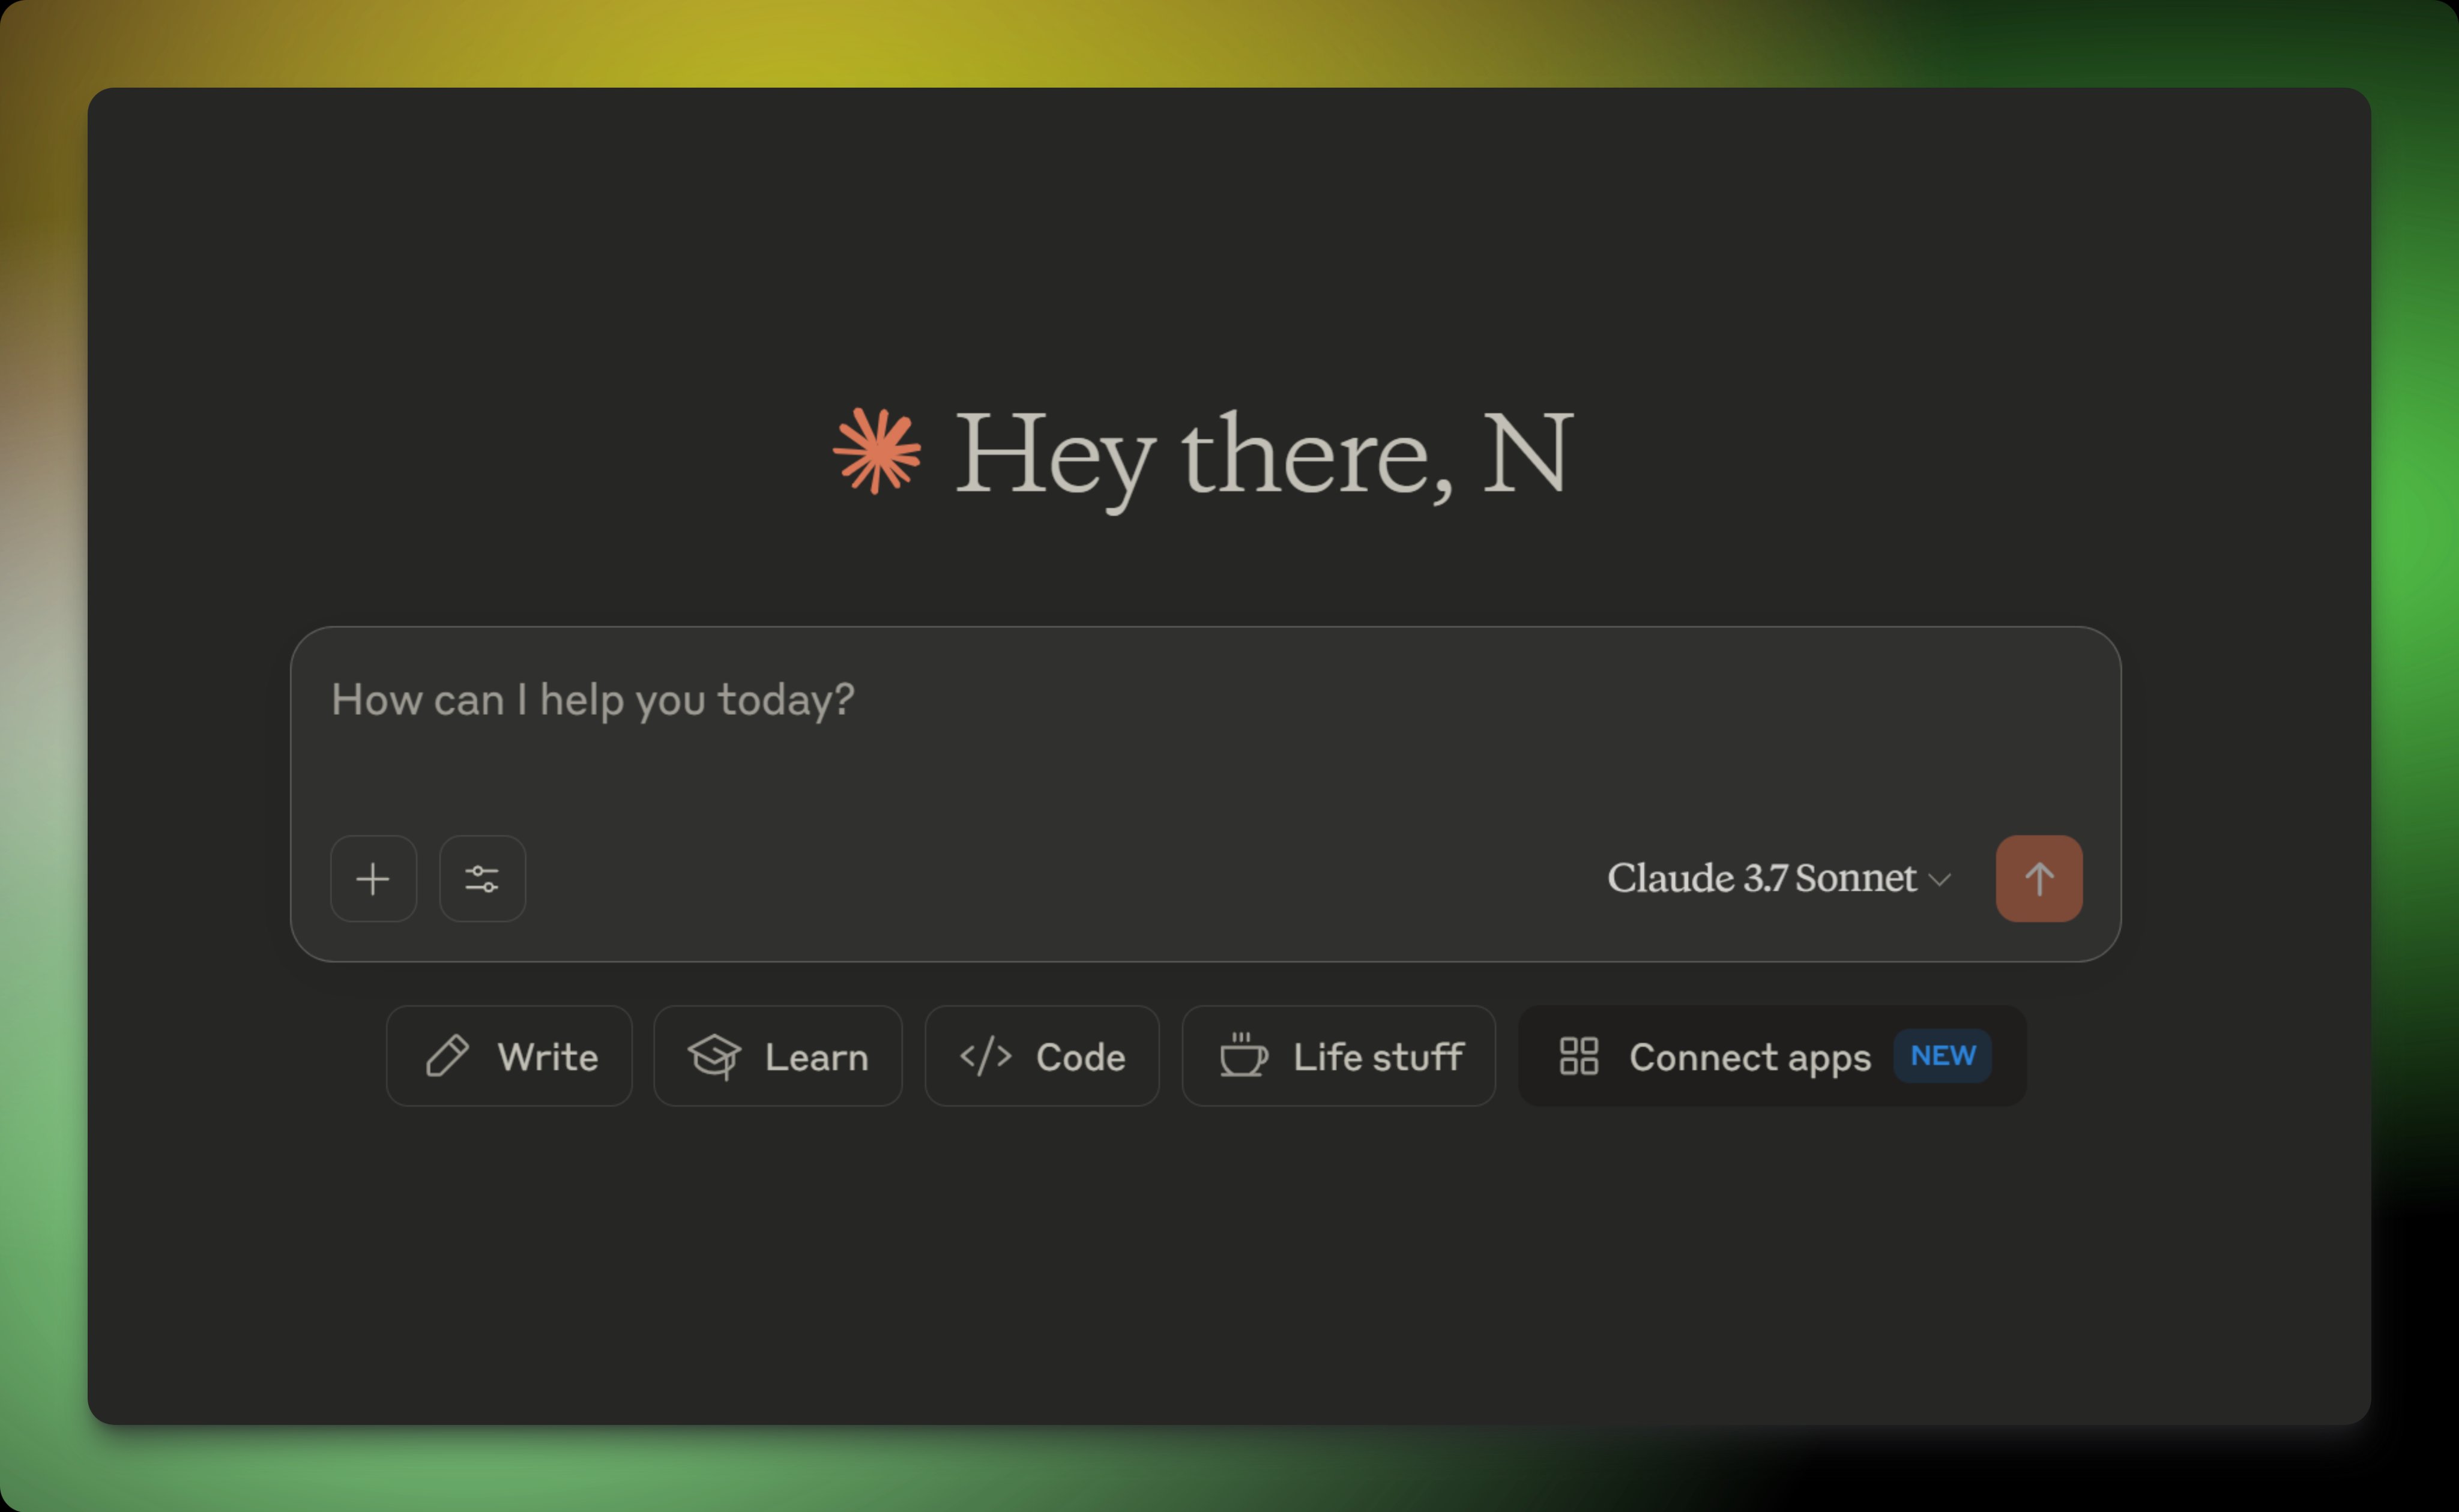 Hey there, N
How can I help you today?
Claude 3.7 Sonnet
Write
Learn
Code
Life stuff
Connect apps NEW